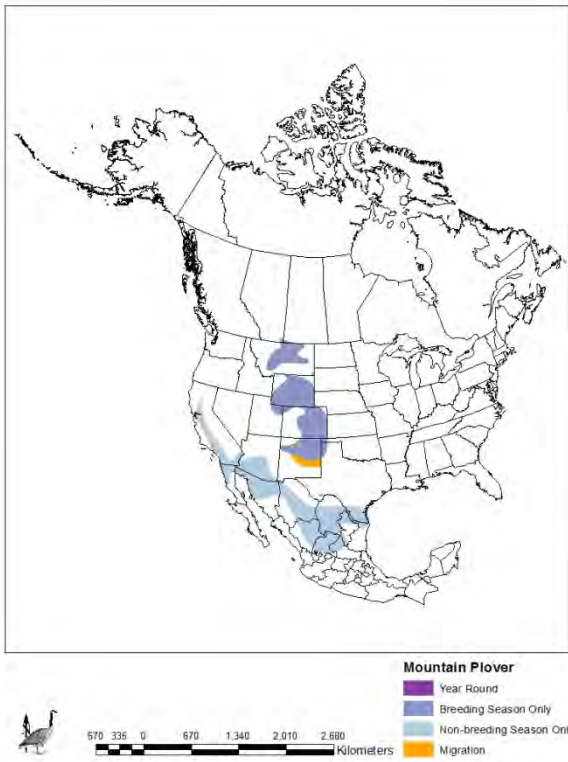 Mountain Plover
Year Round
Breeding Season Only
Non-breeding Season Onl
Migration
570 335 0 670 1,340 2,010 2,680
Kilometers